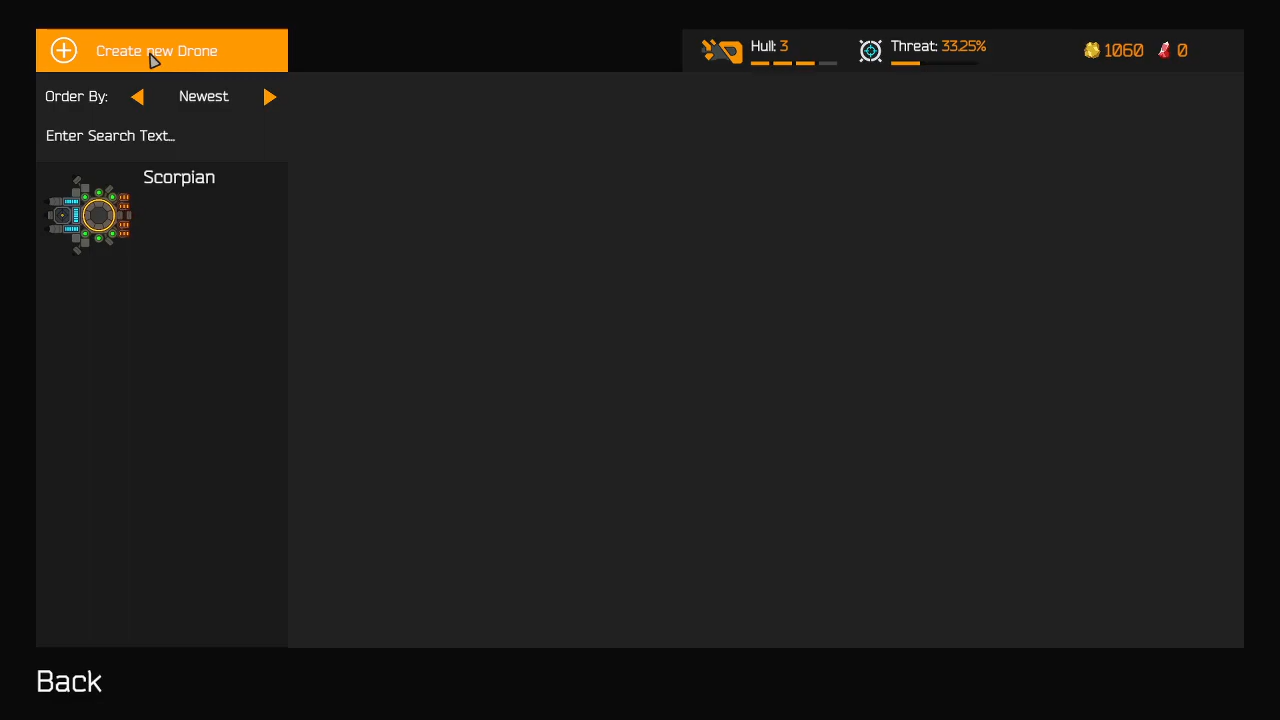 Create new Drone
Hull: 3
Threat: 33.25%
1060
0
Order By:
Newest
Enter Search Text...
Scorpian
Back